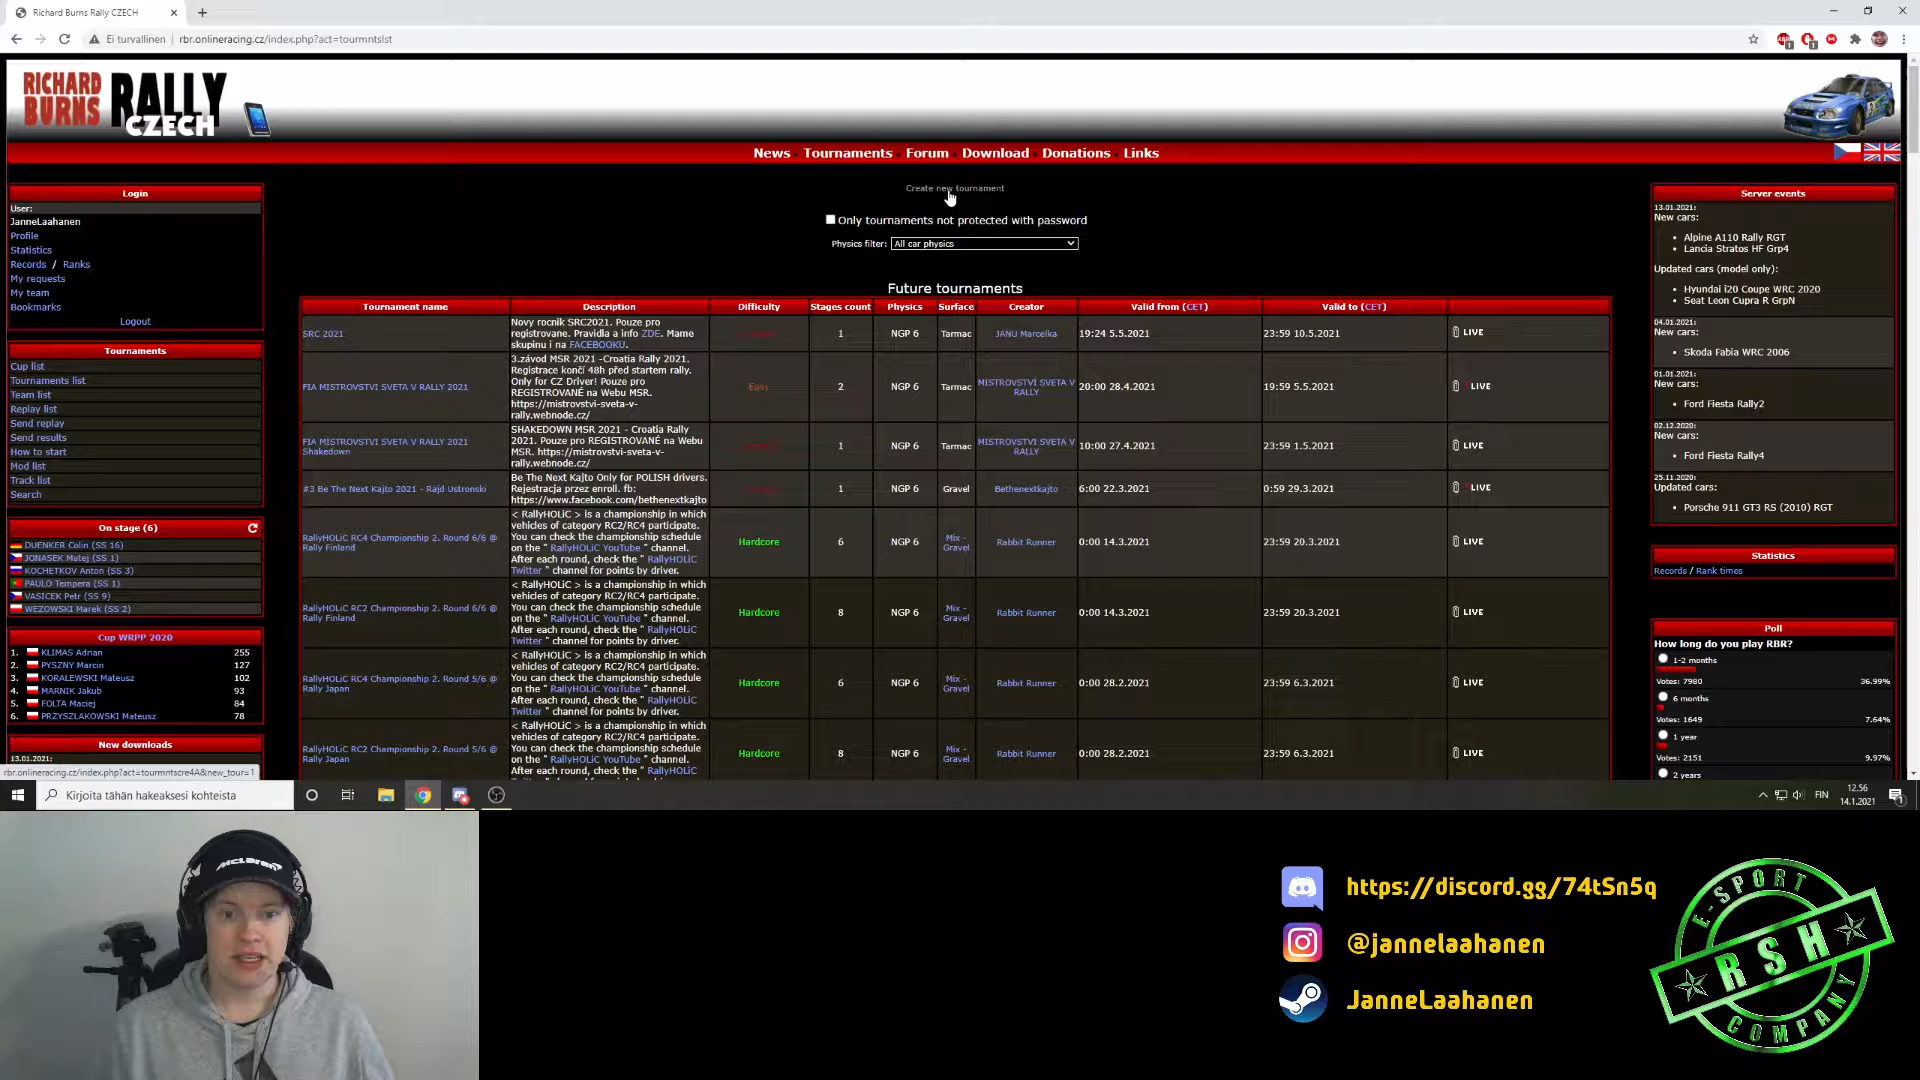 Richard Burns Rally CZECH
Ei turvallinen
rbr.onlineracing.cz/index.php?act=tourmntslst
RICHARD BURNS RALLY CZECH
News Tournaments Forum Download Donations Links
Login
User:
JanneLaahanen
Profile
Statistics
Records / Ranks
My requests
My team
Bookmarks
Logout
Tournaments
Cup list
Tournaments list
Team list
Replay list
Send replay
Send results
How to start
Mod list
Track list
Search
On stage (6)
DUENKER Colin (SS 16)
JONASEK Matej (SS 1)
KOCHETKOV Anton (SS 3)
PAULO Tempera (SS 1)
VASICEK Petr (SS 9)
WEZOWSKI Marek (SS 2)
Cup WRPP 2020
1. KLIMAS Adrian 255
2. PYSZNY Marcin 127
3. KORALEWSKI Mateusz 102
4. MARNIK Jakub 93
5. FOLTA Maciej 84
6. PRZYSZLAKOWSKI Mateusz 78
New downloads
13.01.2021:
rbr.onlineracing.cz/index.php?act=tourmntscre4A&new_tour=1
Create new tournament
Only tournaments not protected with password
Physics filter: All car physics
Future tournaments
Tournament name Description Difficulty Stages count Physics Surface Creator Valid from (CET) Valid to (CET)
SRC 2021
Novy rocnik SRC2021. Pouze pro
registrovane. Pravidla a info ZDE. Mame
skupinu i na FACEBOOKU.
1 NGP 6 Tarmac JANU Marcelka 19:24 5.5.2021 23:59 10.5.2021 LIVE
FIA MISTROVSTVI SVETA V RALLY 2021
3.závod MSR 2021 -Croatia Rally 2021.
Registrace končí 48h před startem rally.
Only for CZ Driver! Pouze pro
REGISTROVANÉ na Webu MSR.
https://mistrovstvi-sveta-v-
rally.webnode.cz/
Easy 2 NGP 6 Tarmac MISTROVSTVI SVETA V RALLY 20:00 28.4.2021 19:59 5.5.2021 LIVE
FIA MISTROVSTVI SVETA V RALLY 2021
Shakedown
SHAKEDOWN MSR 2021 - Croatia Rally
2021. Pouze pro REGISTROVANÉ na Webu
MSR. https://mistrovstvi-sveta-v-
rally.webnode.cz/
1 NGP 6 Tarmac MISTROVSTVI SVETA V RALLY 10:00 27.4.2021 23:59 1.5.2021 LIVE
#3 Be The Next Kajto 2021 - Rajd Ustronski
Be The Next Kajto Only for POLISH drivers.
Rejestracja przez enroll. fb:
https://www.facebook.com/bethenextkajto
1 NGP 6 Gravel Bethenextkajto 6:00 22.3.2021 0:59 29.3.2021 LIVE
RallyHOLiC RC4 Championship 2. Round 6/6 @
Rally Finland
< RallyHOLiC > is a championship in which
vehicles of category RC2/RC4 participate.
You can check the championship schedule
on the " RallyHOLiC YouTube " channel.
After each round, check the " RallyHOLiC
Twitter " channel for points by driver.
Hardcore 6 NGP 6 Mix - Gravel Rabbit Runner 0:00 14.3.2021 23:59 20.3.2021 LIVE
RallyHOLiC RC2 Championship 2. Round 6/6 @
Rally Finland
< RallyHOLiC > is a championship in which
vehicles of category RC2/RC4 participate.
You can check the championship schedule
on the " RallyHOLiC YouTube " channel.
After each round, check the " RallyHOLiC
Twitter " channel for points by driver.
Hardcore 8 NGP 6 Mix - Gravel Rabbit Runner 0:00 14.3.2021 23:59 20.3.2021 LIVE
RallyHOLiC RC4 Championship 2. Round 5/6 @
Rally Japan
< RallyHOLiC > is a championship in which
vehicles of category RC2/RC4 participate.
You can check the championship schedule
on the " RallyHOLiC YouTube " channel.
After each round, check the " RallyHOLiC
Twitter " channel for points by driver.
Hardcore 6 NGP 6 Mix - Gravel Rabbit Runner 0:00 28.2.2021 23:59 6.3.2021 LIVE
RallyHOLiC RC2 Championship 2. Round 5/6 @
Rally Japan
< RallyHOLiC > is a championship in which
vehicles of category RC2/RC4 participate.
You can check the championship schedule
on the " RallyHOLiC YouTube " channel.
After each round, check the " RallyHOLiC
Hardcore 8 NGP 6 Mix - Gravel Rabbit Runner 0:00 28.2.2021 23:59 6.3.2021 LIVE
Server events
13.01.2021:
New cars:
Alpine A110 Rally RGT
Lancia Stratos HF Grp4
Updated cars (model only):
Hyundai i20 Coupe WRC 2020
Seat Leon Cupra R GrpN
04.01.2021:
New cars:
Skoda Fabia WRC 2006
01.01.2021:
New cars:
Ford Fiesta Rally2
02.12.2020:
New cars:
Ford Fiesta Rally4
25.11.2020:
Updated cars:
Porsche 911 GT3 RS (2010) RGT
Statistics
Records / Rank times
Poll
How long do you play RBR?
1-2 months
Votes: 7980 36.99%
6 months
Votes: 1649 7.64%
1 year
Votes: 2151 9.97%
2 years
Kirjoita tähän hakeaksesi kohteista
FIN
12.56
14.1.2021
McLaren
https://discord.gg/74tSn5q
@jannelaahanen
JanneLaahanen
E-SPORT
RSH
COMPANY